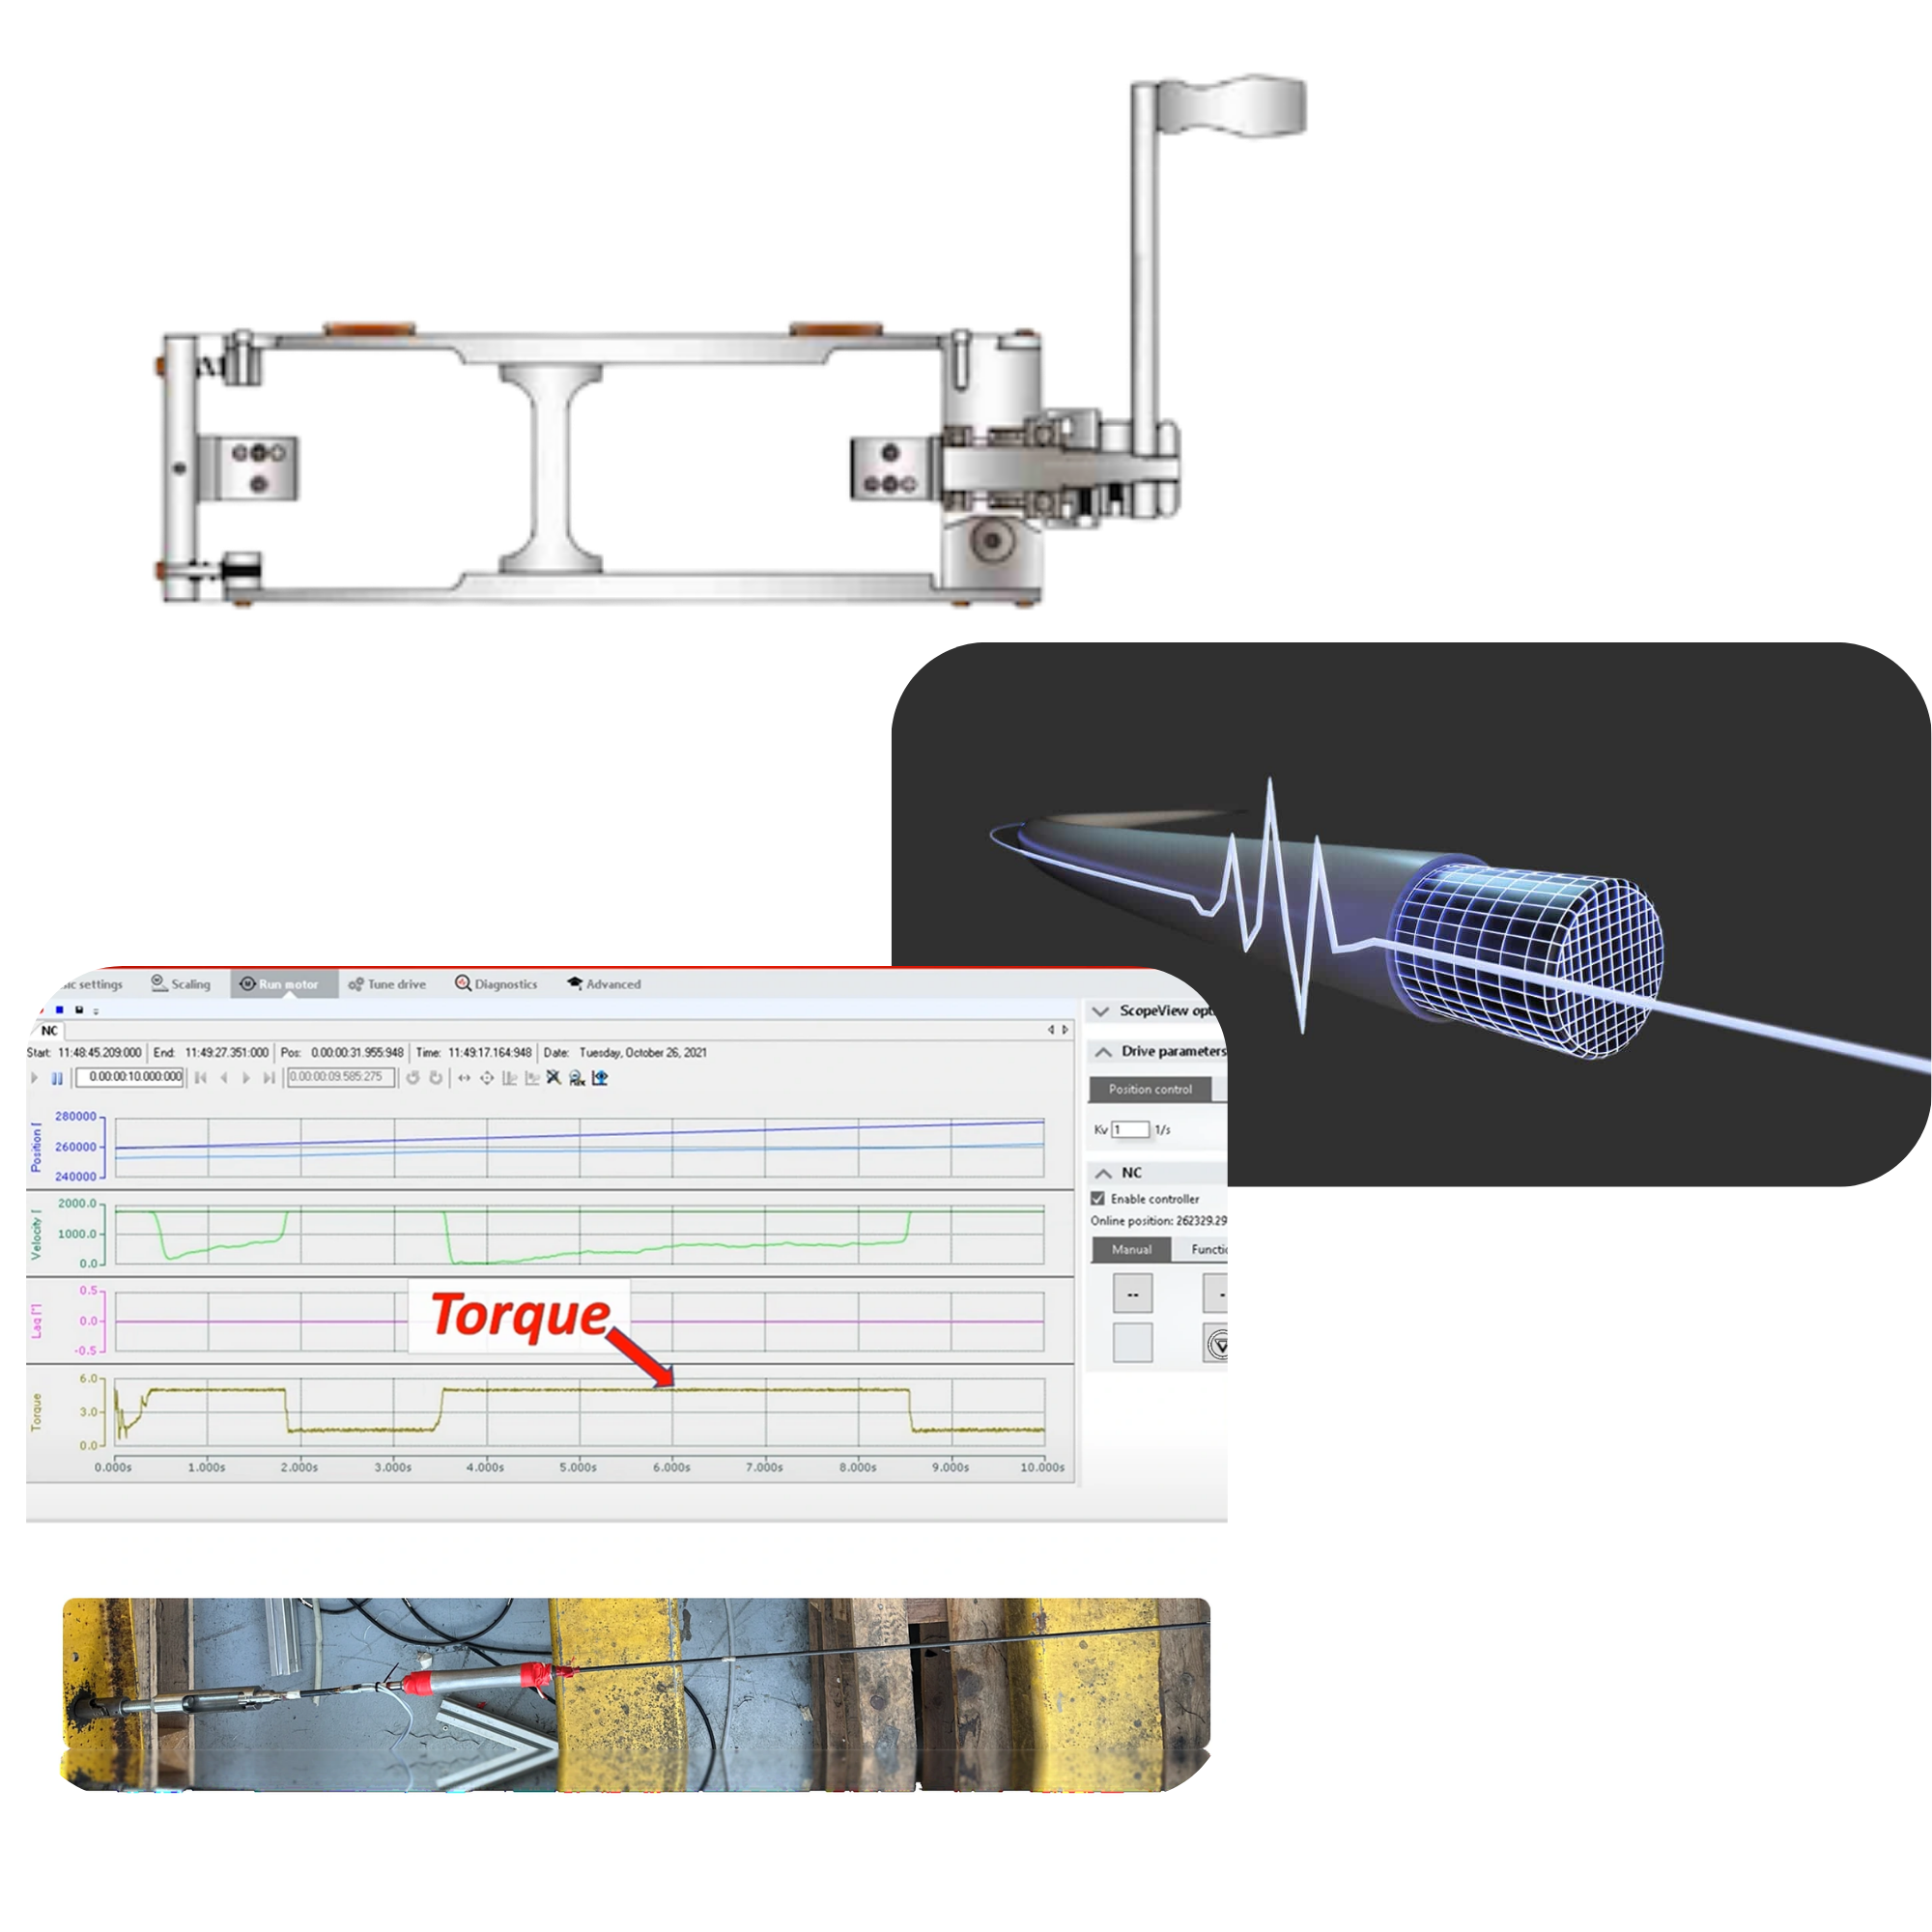 ic settings Scaling Run motor Tune drive Diagnostics Advanced
NC
Start: 11:48:45.209:000 End: 11:49:27.351:000 Pos: 0.00:00:31.955:948 Time: 11:49:17.164:948 Date: Tuesday, October 26, 2021
0.00:00:10.000:000 0.00:00:09.585:275
Position [
280000
260000
240000
Velocity [
2000.0
1000.0
0.0
Lag [°]
0.5
0.0
-0.5
Torque
Torque
6.0
3.0
0.0
0.000s 1.000s 2.000s 3.000s 4.000s 5.000s 6.000s 7.000s 8.000s 9.000s 10.000s
ScopeView opt
Drive parameters
Position control
Kv 1 1/s
NC
Enable controller
Online position: 262329.29
Manual Functio
-- -